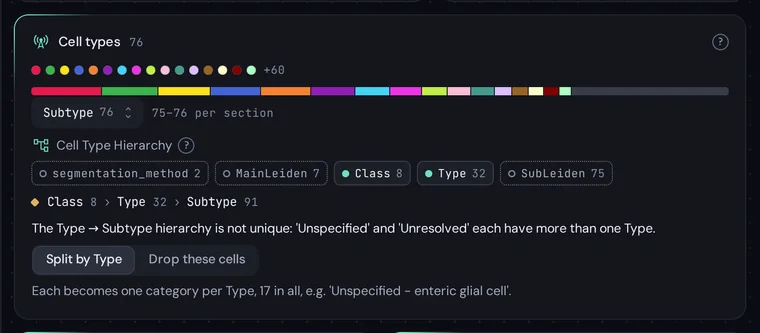 Cell types 76 ?
+60
Subtype 76 75–76 per section
Cell Type Hierarchy ?
segmentation_method 2 MainLeiden 7 Class 8 Type 32 SubLeiden 75
Class 8 › Type 32 › Subtype 91
The Type → Subtype hierarchy is not unique: 'Unspecified' and 'Unresolved' each have more than one Type.
Split by Type Drop these cells
Each becomes one category per Type, 17 in all, e.g. 'Unspecified – enteric glial cell'.